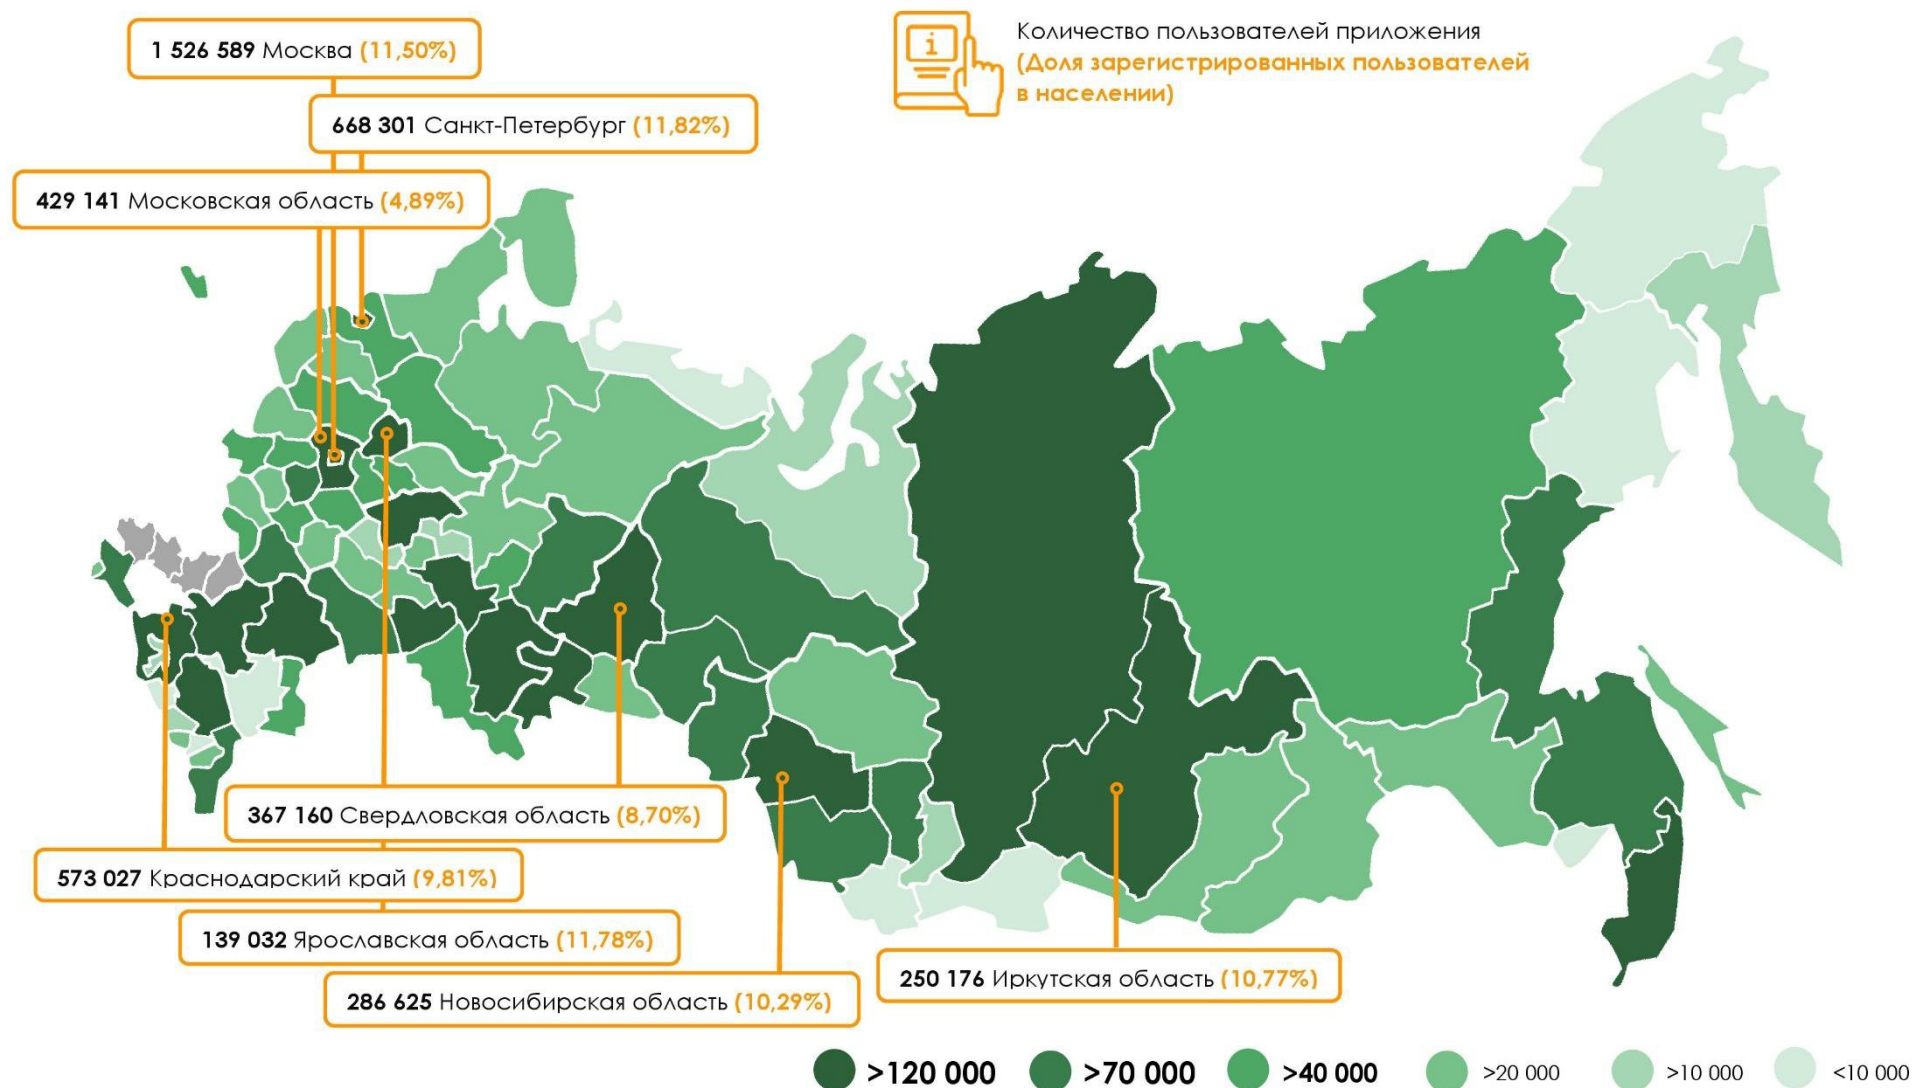 1 526 589 Москва (11,50%)
668 301 Санкт-Петербург (11,82%)
429 141 Московская область (4,89%)
i
Количество пользователей приложения
(Доля зарегистрированных пользователей
в населении)
367 160 Свердловская область (8,70%)
573 027 Краснодарский край (9,81%)
139 032 Ярославская область (11,78%)
286 625 Новосибирская область (10,29%)
250 176 Иркутская область (10,77%)
>120 000 >70 000 >40 000 >20 000 >10 000 <10 000